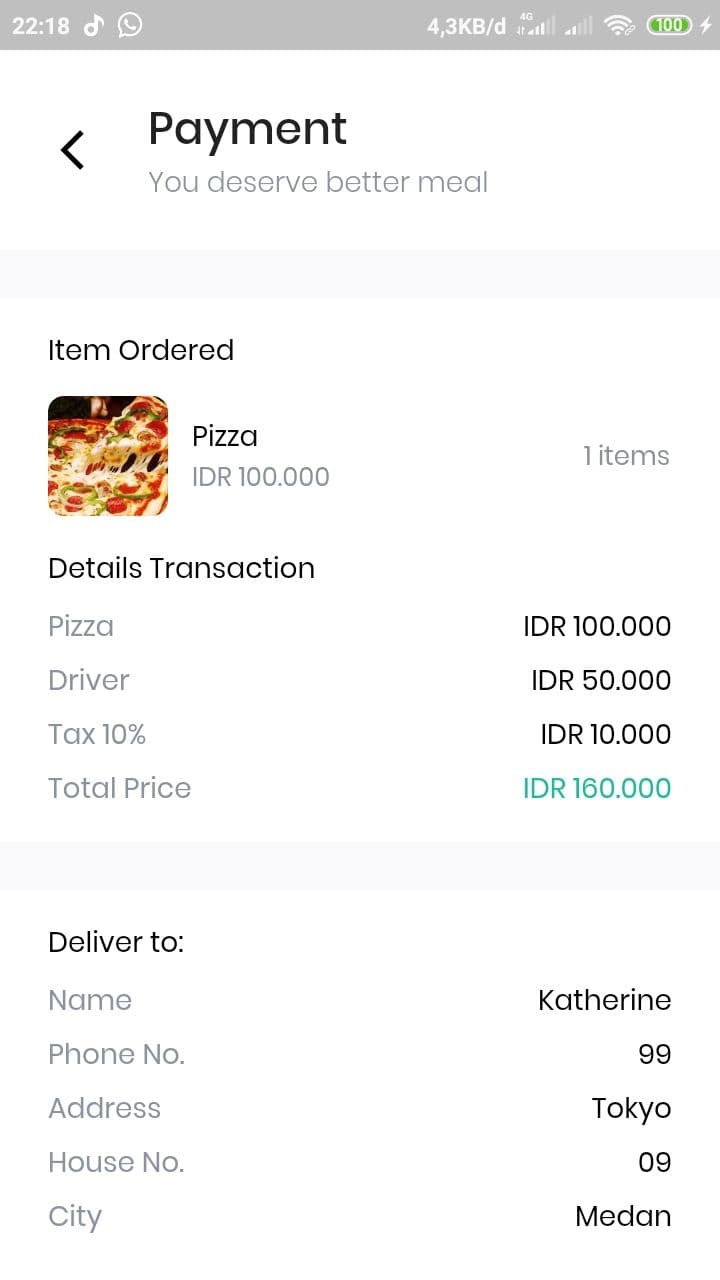 22:18 4,3KB/d 4G 100
Payment
You deserve better meal
Item Ordered
Pizza
IDR 100.000
1 items
Details Transaction
Pizza IDR 100.000
Driver IDR 50.000
Tax 10% IDR 10.000
Total Price IDR 160.000
Deliver to:
Name Katherine
Phone No. 99
Address Tokyo
House No. 09
City Medan